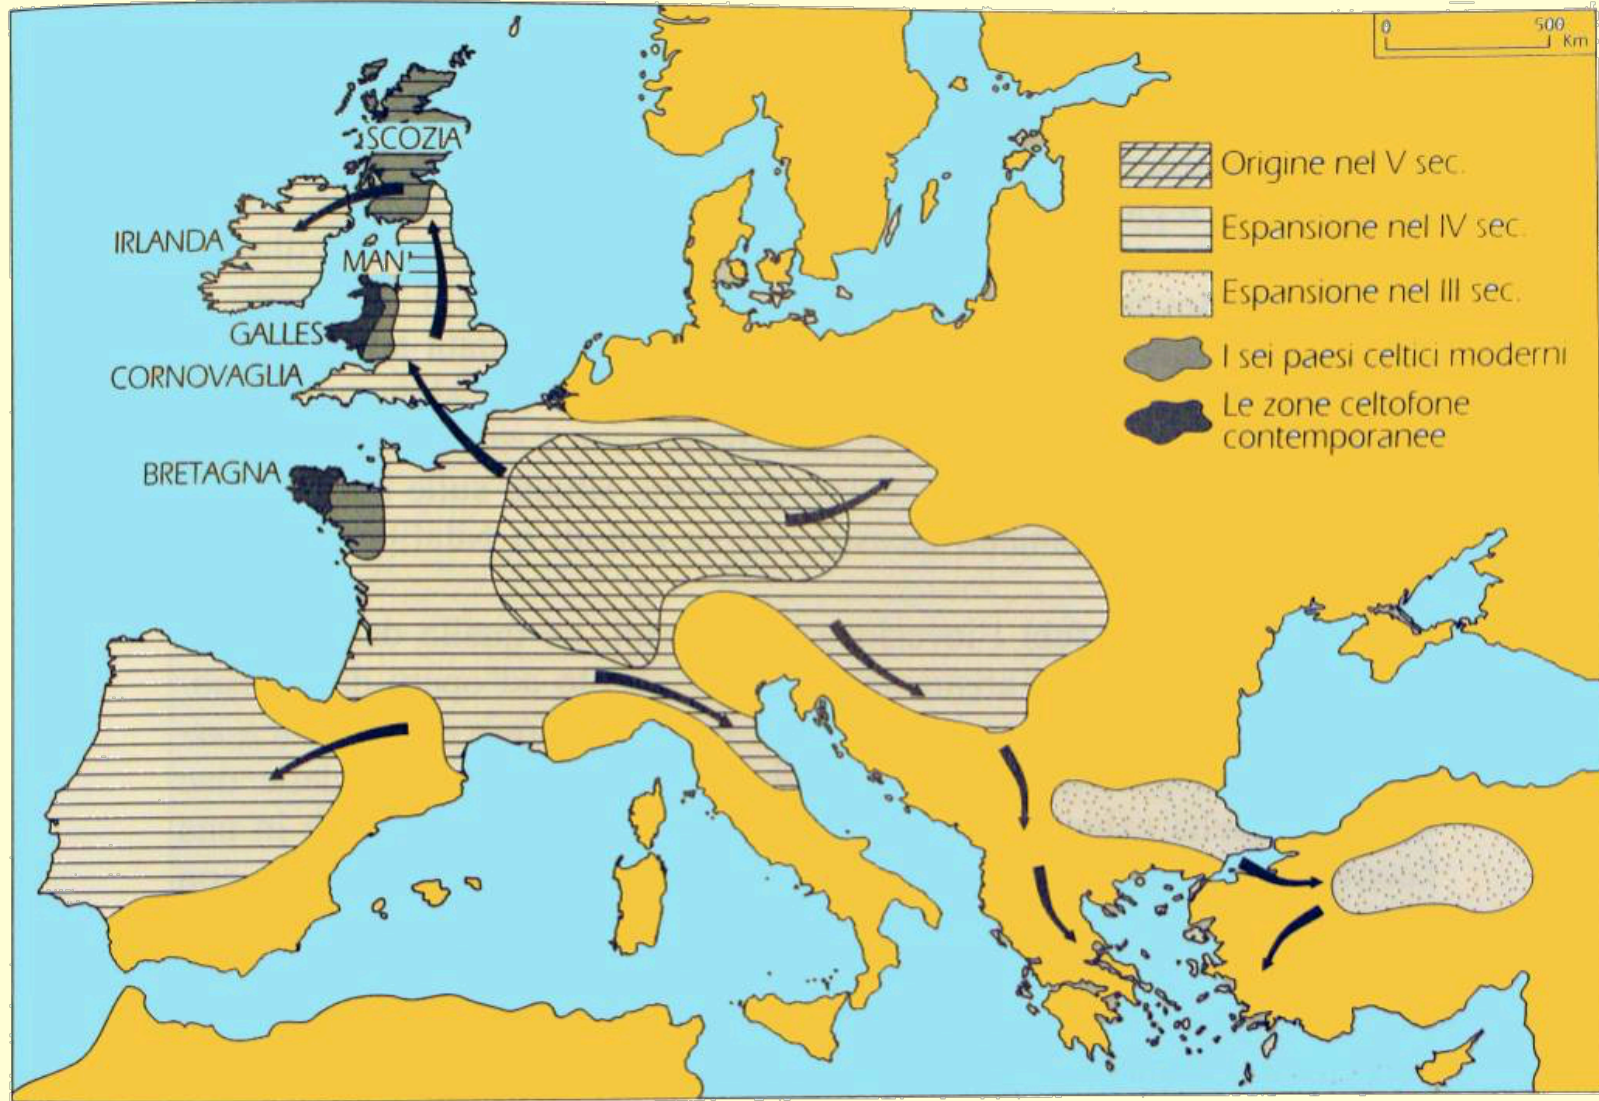 0 500
Km
SCOZIA
IRLANDA
MAN
GALLES
CORNOVAGLIA
BRETAGNA
Origine nel V sec.
Espansione nel IV sec.
Espansione nel III sec.
I sei paesi celtici moderni
Le zone celtofone
contemporanee